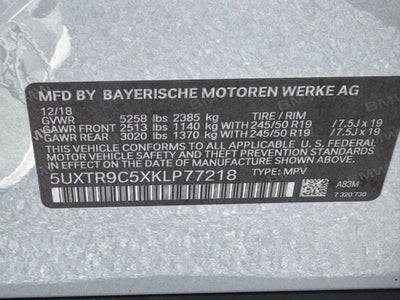 MFD BY BAYERISCHE MOTOREN WERKE AG
12/18
GVWR 5258 lbs 2385 kg TIRE / RIM
GAWR FRONT 2513 lbs 1140 kg WITH 245/50 R19 / 7.5J x 19
GAWR REAR 3020 lbs 1370 kg WITH 245/50 R19 / 7.5J x 19
THIS VEHICLE CONFORMS TO ALL APPLICABLE U. S. FEDERAL
MOTOR VEHICLE SAFETY, BUMPER AND THEFT
PREVENTION STANDARDS IN EFFECT ON THE DATE OF
MANUFACTURE SHOWN ABOVE.
5UXTR9C5XKLP77218 TYPE: MPV
A83M
7 320 730